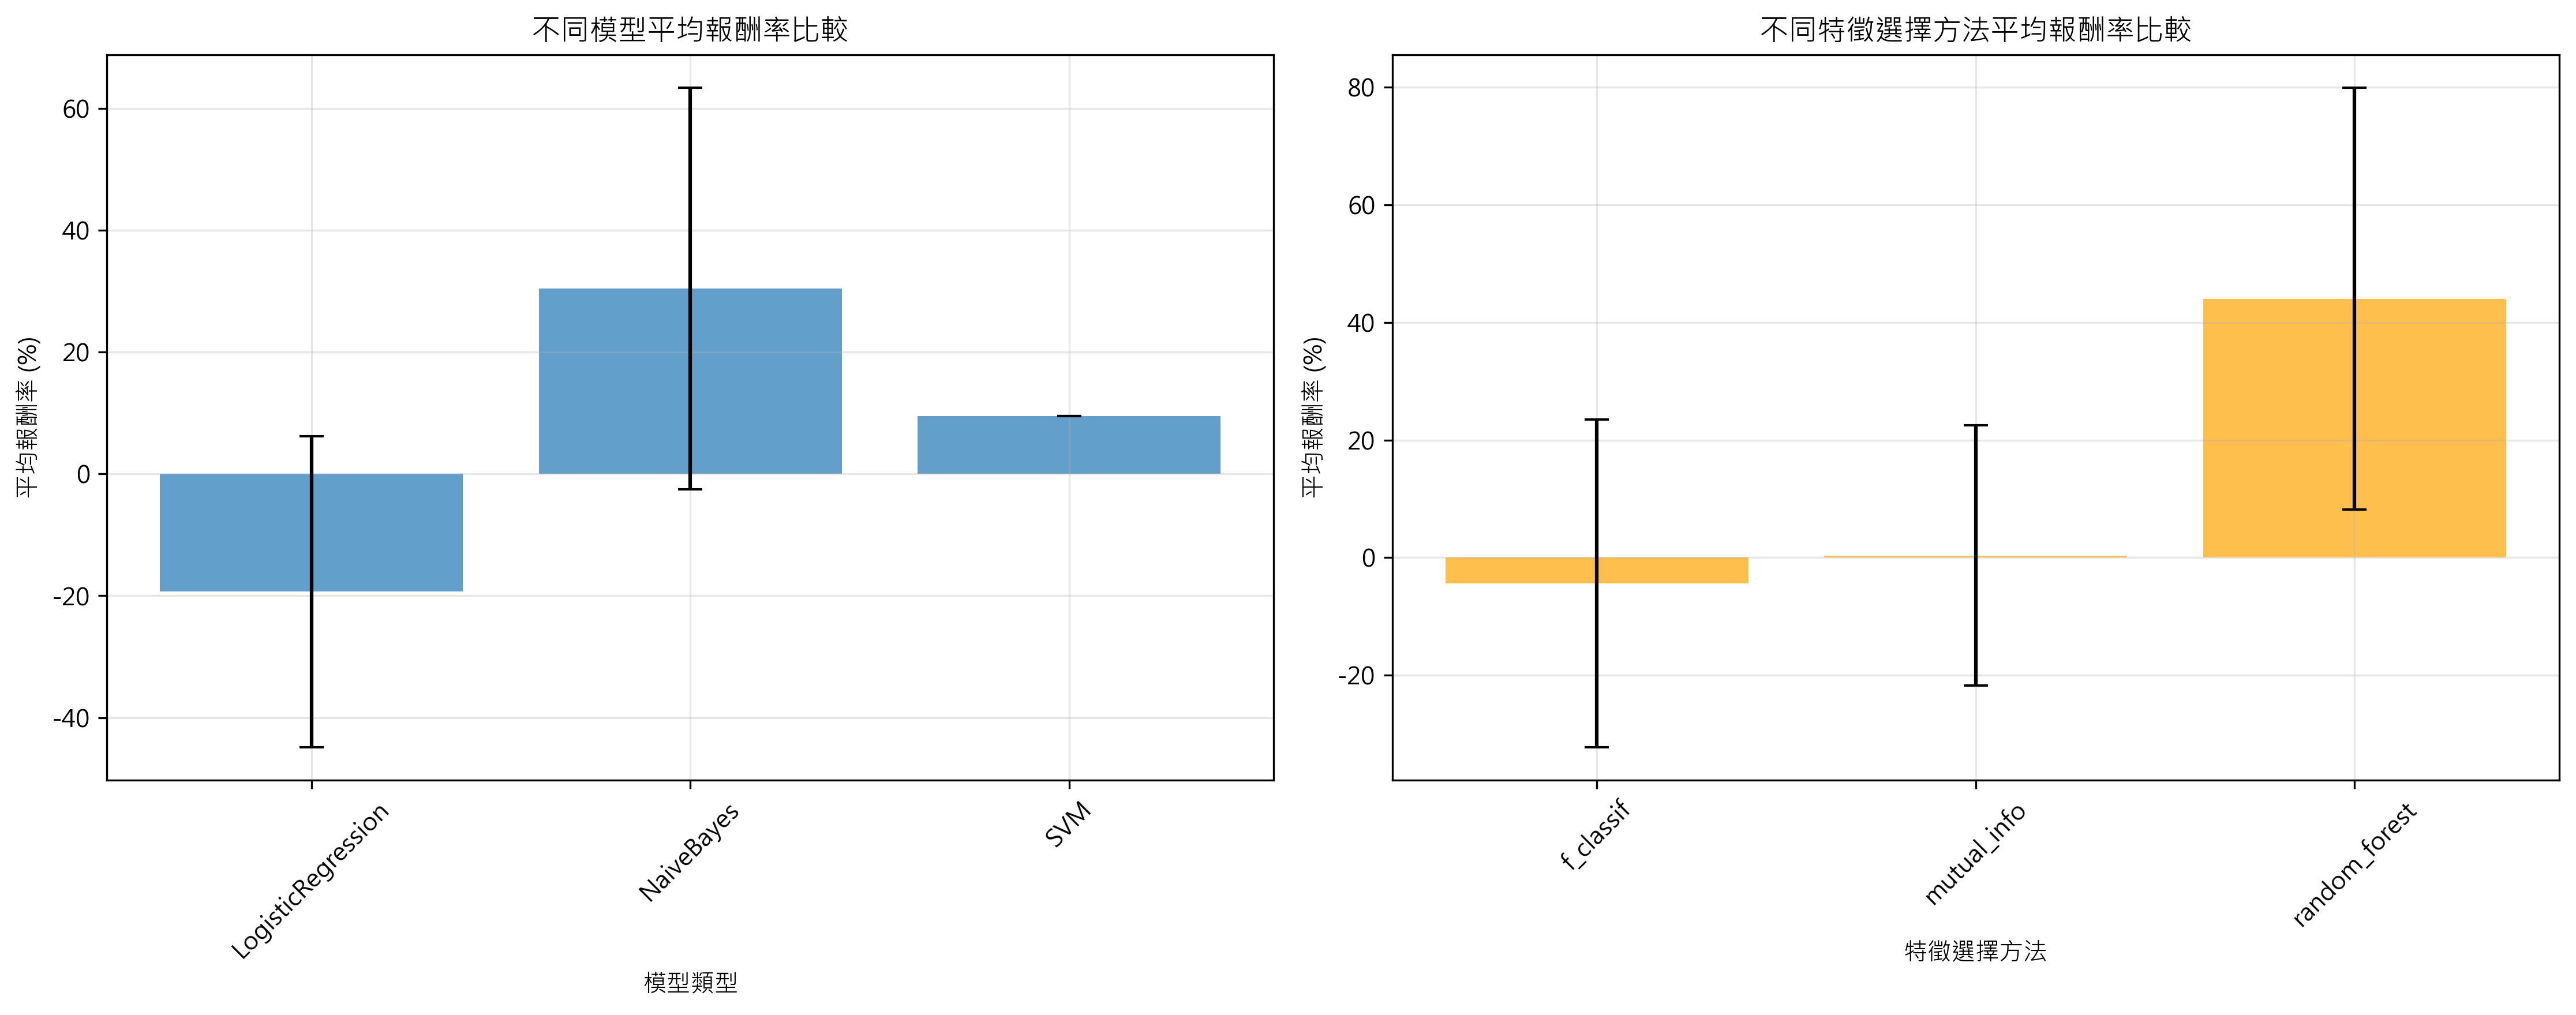 不同模型平均報酬率比較
平均報酬率 (%)
60
40
20
0
-20
-40
LogisticRegression
NaiveBayes
SVM
模型類型
不同特徵選擇方法平均報酬率比較
平均報酬率 (%)
80
60
40
20
0
-20
f_classif
mutual_info
random_forest
特徵選擇方法